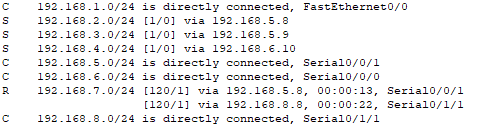 C 192.168.1.0/24 is directly connected, FastEthernet0/0
S 192.168.2.0/24 [1/0] via 192.168.5.8
S 192.168.3.0/24 [1/0] via 192.168.5.9
S 192.168.4.0/24 [1/0] via 192.168.6.10
C 192.168.5.0/24 is directly connected, Serial0/0/1
C 192.168.6.0/24 is directly connected, Serial0/0/0
R 192.168.7.0/24 [120/1] via 192.168.5.8, 00:00:13, Serial0/0/1
[120/1] via 192.168.8.8, 00:00:22, Serial0/1/1
C 192.168.8.0/24 is directly connected, Serial0/1/1